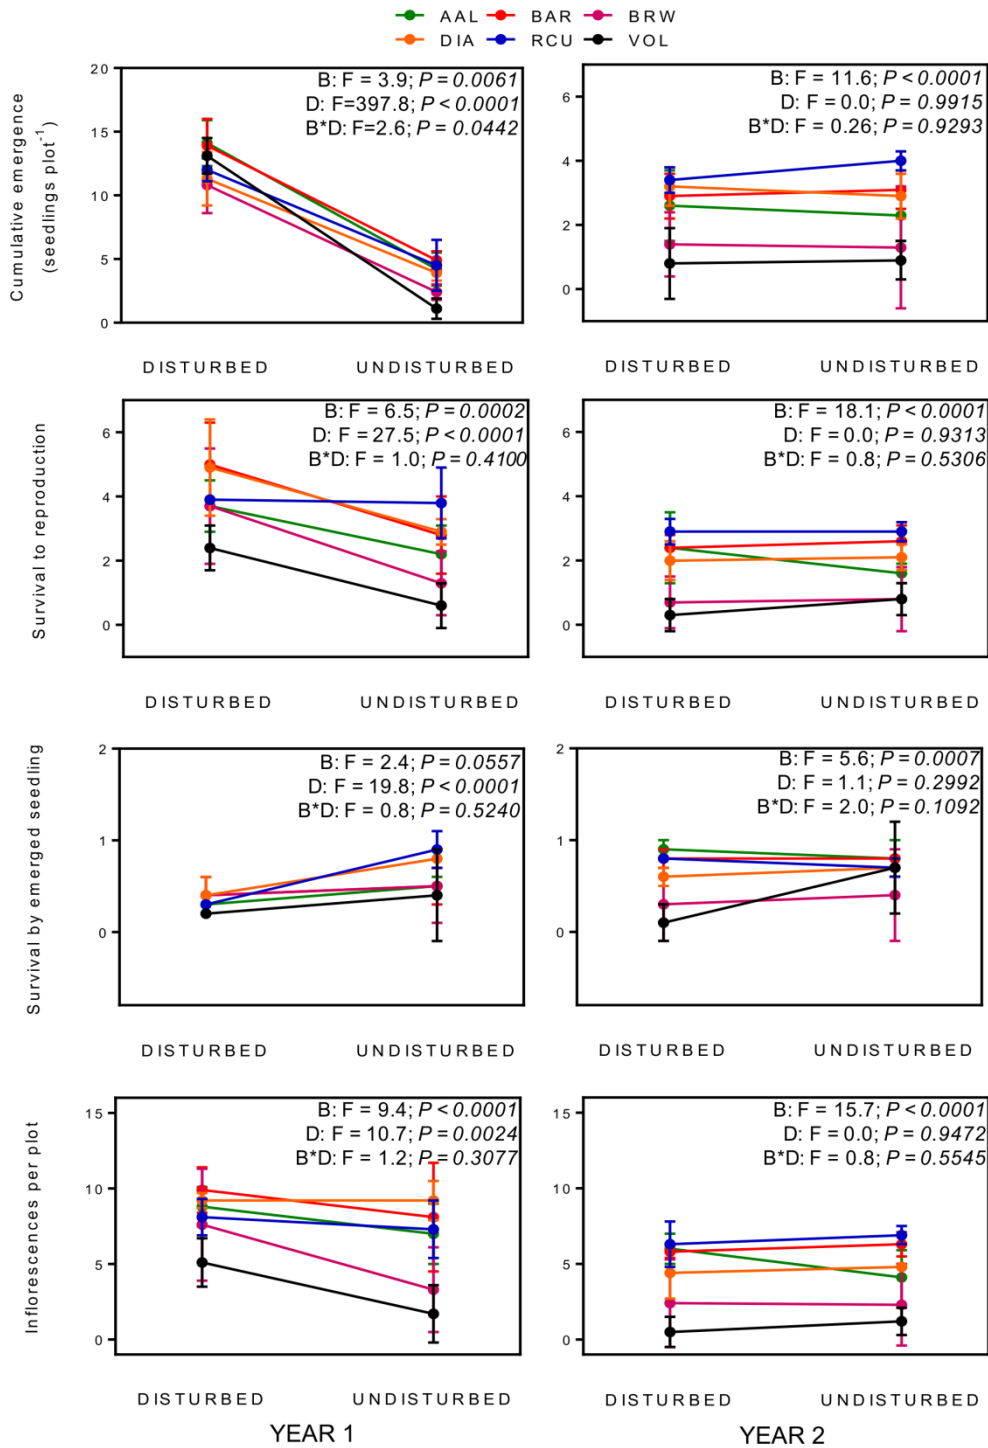 AAL BAR BRW
DIA RCU VOL
Cumulative emergence
(seedlings plot⁻¹)
20
15
10
5
0
B: F = 3.9; P = 0.0061
D: F=397.8; P < 0.0001
B*D: F=2.6; P = 0.0442
DISTURBED UNDISTURBED
6
4
2
0
B: F = 11.6; P < 0.0001
D: F = 0.0; P = 0.9915
B*D: F = 0.26; P = 0.9293
DISTURBED UNDISTURBED
Survival to reproduction
6
4
2
0
B: F = 6.5; P = 0.0002
D: F = 27.5; P < 0.0001
B*D: F = 1.0; P = 0.4100
DISTURBED UNDISTURBED
6
4
2
0
B: F = 18.1; P < 0.0001
D: F = 0.0; P = 0.9313
B*D: F = 0.8; P = 0.5306
DISTURBED UNDISTURBED
Survival by emerged seedling
2
1
0
B: F = 2.4; P = 0.0557
D: F = 19.8; P < 0.0001
B*D: F = 0.8; P = 0.5240
DISTURBED UNDISTURBED
2
1
0
B: F = 5.6; P = 0.0007
D: F = 1.1; P = 0.2992
B*D: F = 2.0; P = 0.1092
DISTURBED UNDISTURBED
Inflorescences per plot
15
10
5
0
B: F = 9.4; P < 0.0001
D: F = 10.7; P = 0.0024
B*D: F = 1.2; P = 0.3077
DISTURBED UNDISTURBED
15
10
5
0
B: F = 15.7; P < 0.0001
D: F = 0.0; P = 0.9472
B*D: F = 0.8; P = 0.5545
DISTURBED UNDISTURBED
YEAR 1
YEAR 2